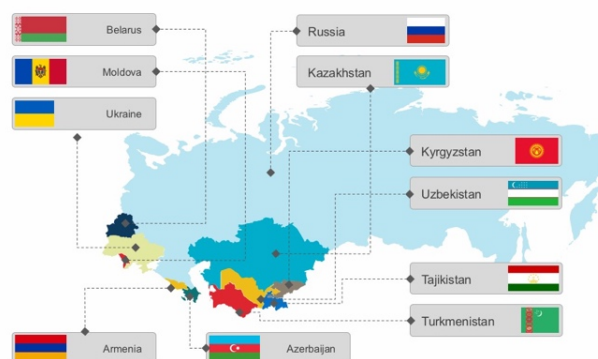 Belarus
Moldova
Ukraine
Russia
Kazakhstan
Kyrgyzstan
Uzbekistan
Tajikistan
Turkmenistan
Armenia
Azerbaijan